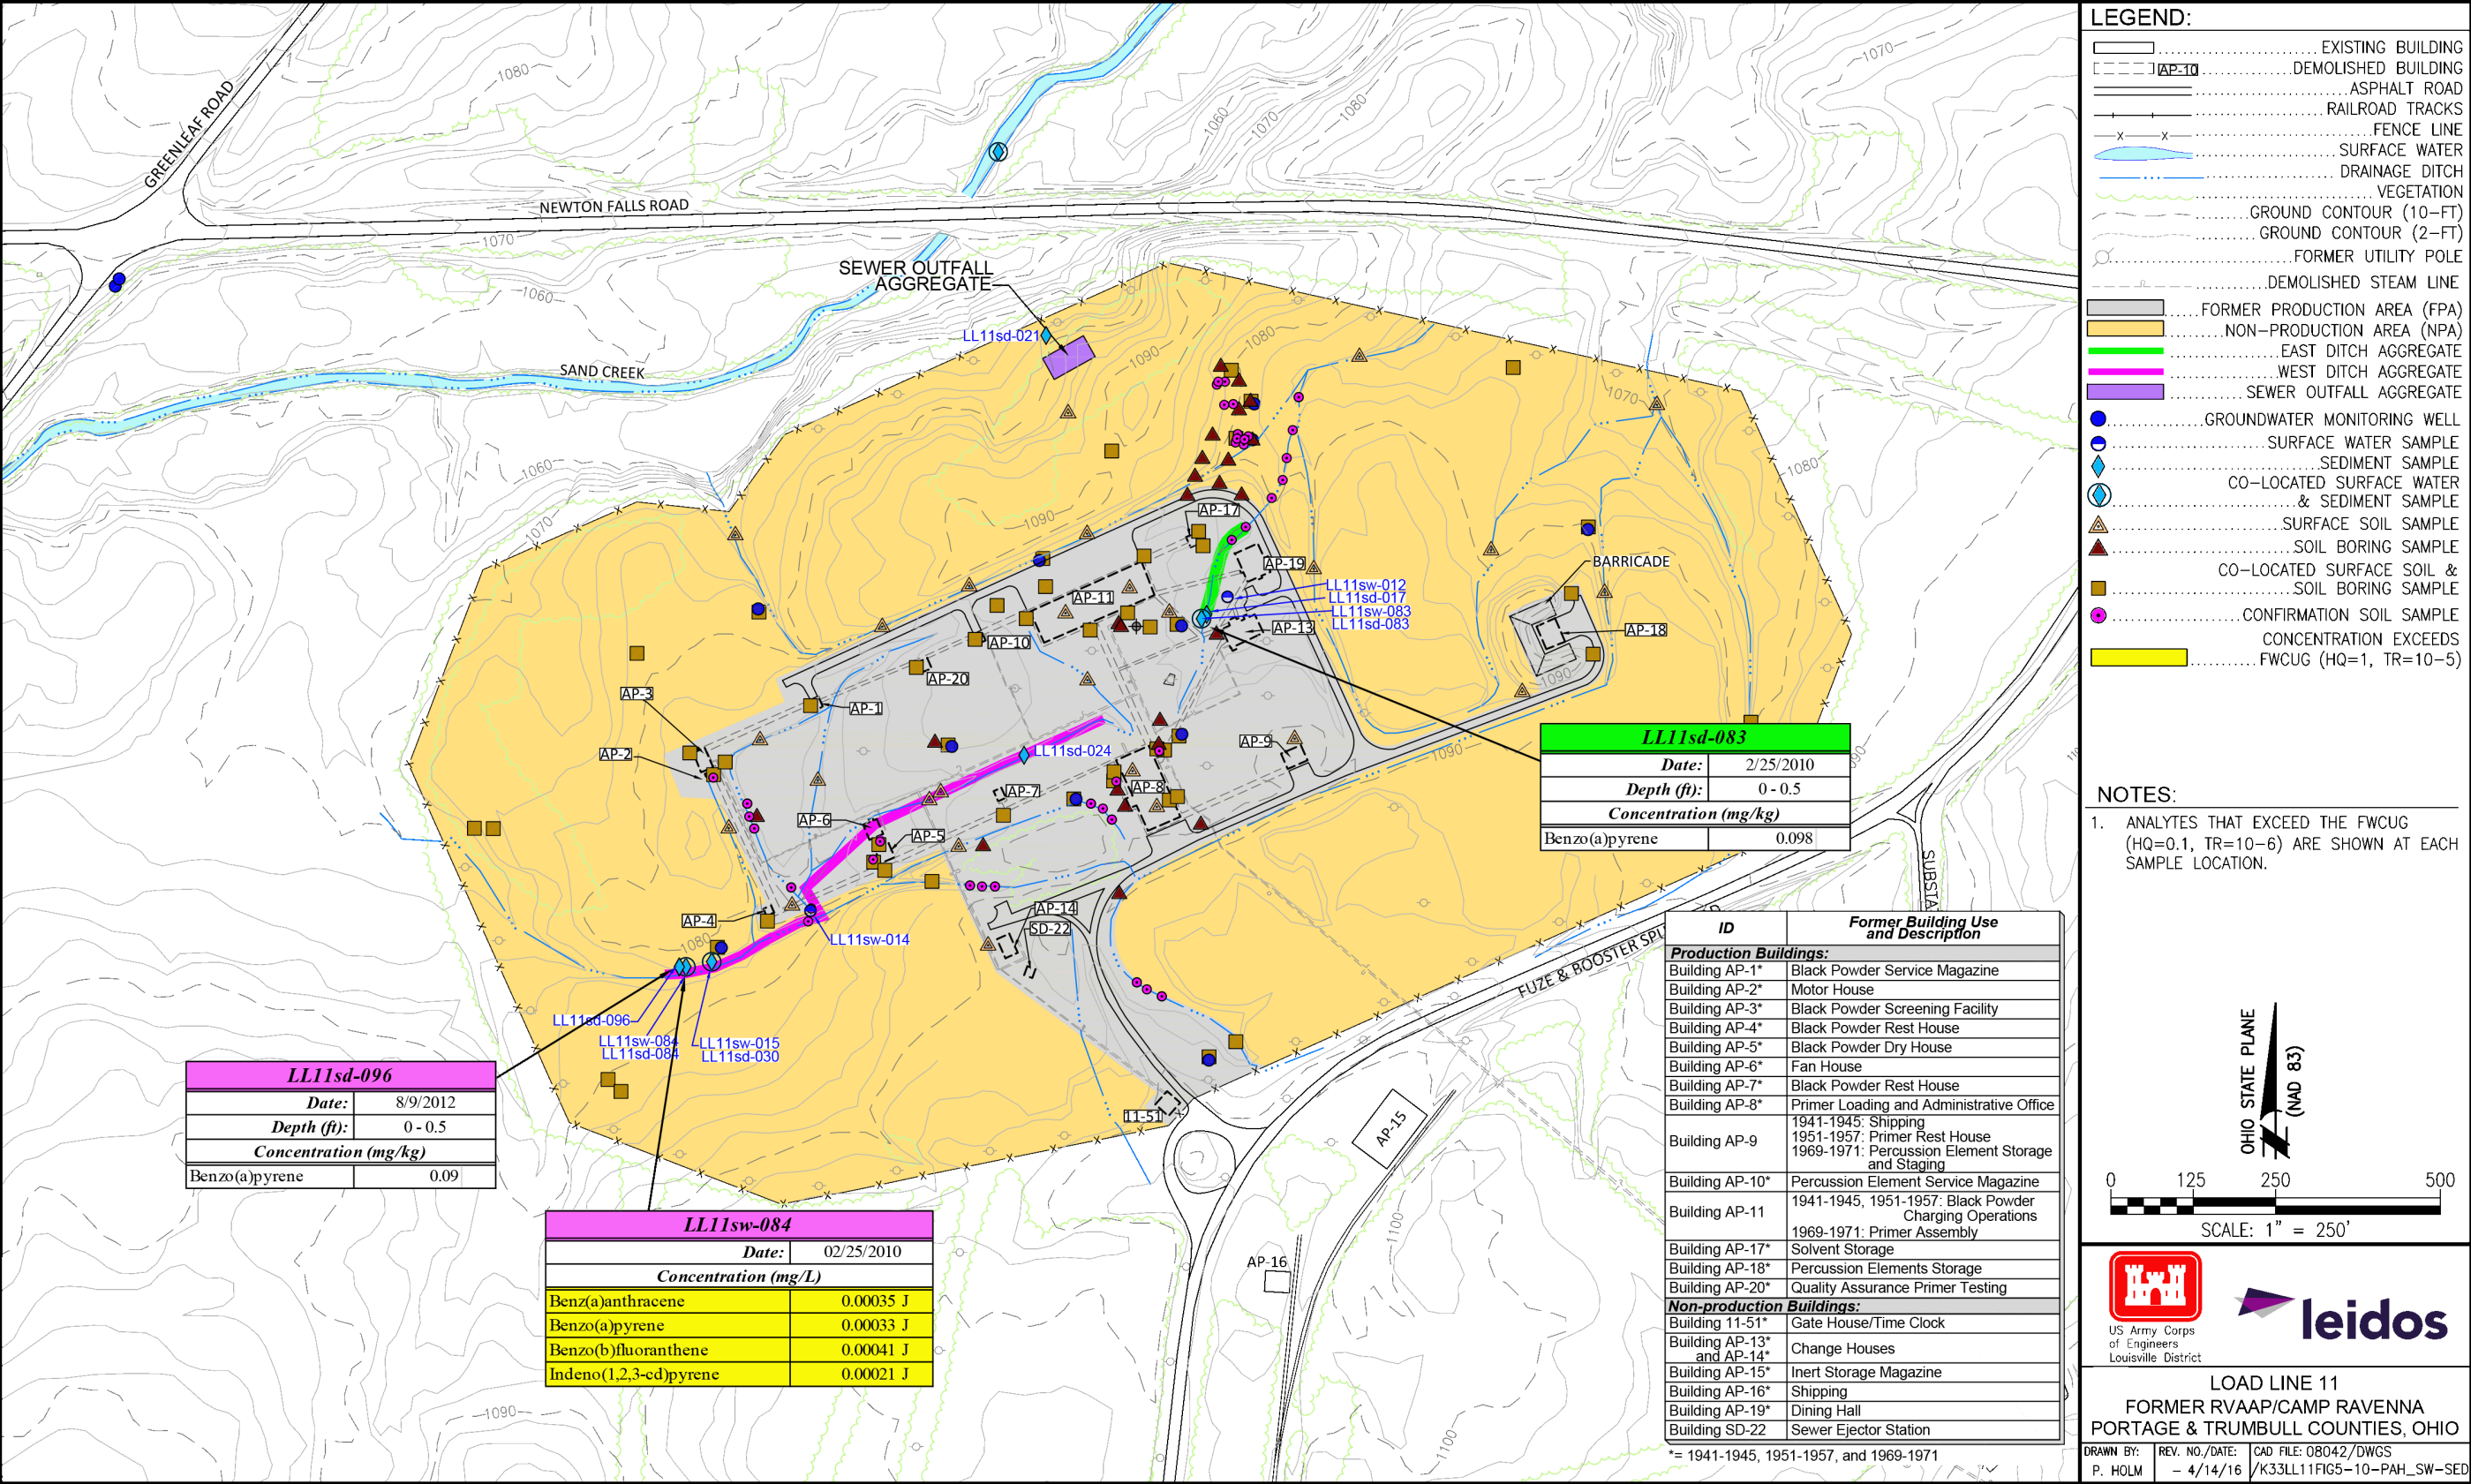 GREENLEAF ROAD
NEWTON FALLS ROAD
SAND CREEK
SEWER OUTFALL
AGGREGATE
LL11sd-021
1080
1070
1060
1070
1080
1070
1060
1060
1070
1090
1080
1070
1080
1090
1090
1090
1080
1090
1100
1100
AP-17
AP-19
AP-11
AP-13
AP-10
AP-20
AP-1
AP-3
AP-2
AP-9
AP-8
AP-7
AP-6
AP-5
AP-4
AP-14
SD-22
11-51
AP-15
AP-16
AP-18
BARRICADE
LL11sw-012
LL11sd-017
LL11sw-083
LL11sd-083
LL11sd-024
LL11sw-014
LL11sd-096
LL11sw-084
LL11sd-084
LL11sw-015
LL11sd-030
FUZE & BOOSTER SPU
SUBSTA
LL11sd-083
Date: 2/25/2010
Depth (ft): 0 - 0.5
Concentration (mg/kg)
Benzo(a)pyrene 0.098
LL11sd-096
Date: 8/9/2012
Depth (ft): 0 - 0.5
Concentration (mg/kg)
Benzo(a)pyrene 0.09
LL11sw-084
Date: 02/25/2010
Concentration (mg/L)
Benz(a)anthracene 0.00035 J
Benzo(a)pyrene 0.00033 J
Benzo(b)fluoranthene 0.00041 J
Indeno(1,2,3-cd)pyrene 0.00021 J
ID Former Building Use
and Description
Production Buildings:
Building AP-1* Black Powder Service Magazine
Building AP-2* Motor House
Building AP-3* Black Powder Screening Facility
Building AP-4* Black Powder Rest House
Building AP-5* Black Powder Dry House
Building AP-6* Fan House
Building AP-7* Black Powder Rest House
Building AP-8* Primer Loading and Administrative Office
Building AP-9 1941-1945: Shipping
1951-1957: Primer Rest House
1969-1971: Percussion Element Storage
and Staging
Building AP-10* Percussion Element Service Magazine
Building AP-11 1941-1945, 1951-1957: Black Powder
Charging Operations
1969-1971: Primer Assembly
Building AP-17* Solvent Storage
Building AP-18* Percussion Elements Storage
Building AP-20* Quality Assurance Primer Testing
Non-production Buildings:
Building 11-51* Gate House/Time Clock
Building AP-13*
and AP-14* Change Houses
Building AP-15* Inert Storage Magazine
Building AP-16* Shipping
Building AP-19* Dining Hall
Building SD-22 Sewer Ejector Station
*= 1941-1945, 1951-1957, and 1969-1971
LEGEND:
EXISTING BUILDING
AP-10 DEMOLISHED BUILDING
ASPHALT ROAD
RAILROAD TRACKS
FENCE LINE
SURFACE WATER
DRAINAGE DITCH
VEGETATION
GROUND CONTOUR (10-FT)
GROUND CONTOUR (2-FT)
FORMER UTILITY POLE
DEMOLISHED STEAM LINE
FORMER PRODUCTION AREA (FPA)
NON-PRODUCTION AREA (NPA)
EAST DITCH AGGREGATE
WEST DITCH AGGREGATE
SEWER OUTFALL AGGREGATE
GROUNDWATER MONITORING WELL
SURFACE WATER SAMPLE
SEDIMENT SAMPLE
CO-LOCATED SURFACE WATER
& SEDIMENT SAMPLE
SURFACE SOIL SAMPLE
SOIL BORING SAMPLE
CO-LOCATED SURFACE SOIL &
SOIL BORING SAMPLE
CONFIRMATION SOIL SAMPLE
CONCENTRATION EXCEEDS
FWCUG (HQ=1, TR=10-5)
NOTES:
1. ANALYTES THAT EXCEED THE FWCUG
(HQ=0.1, TR=10-6) ARE SHOWN AT EACH
SAMPLE LOCATION.
OHIO STATE PLANE
(NAD 83)
0 125 250 500
SCALE: 1" = 250'
US Army Corps
of Engineers
Louisville District
leidos
LOAD LINE 11
FORMER RVAAP/CAMP RAVENNA
PORTAGE & TRUMBULL COUNTIES, OHIO
DRAWN BY: REV. NO./DATE: CAD FILE: 08042/DWGS
P. HOLM - 4/14/16 /K33LL11FIG5-10-PAH_SW-SED